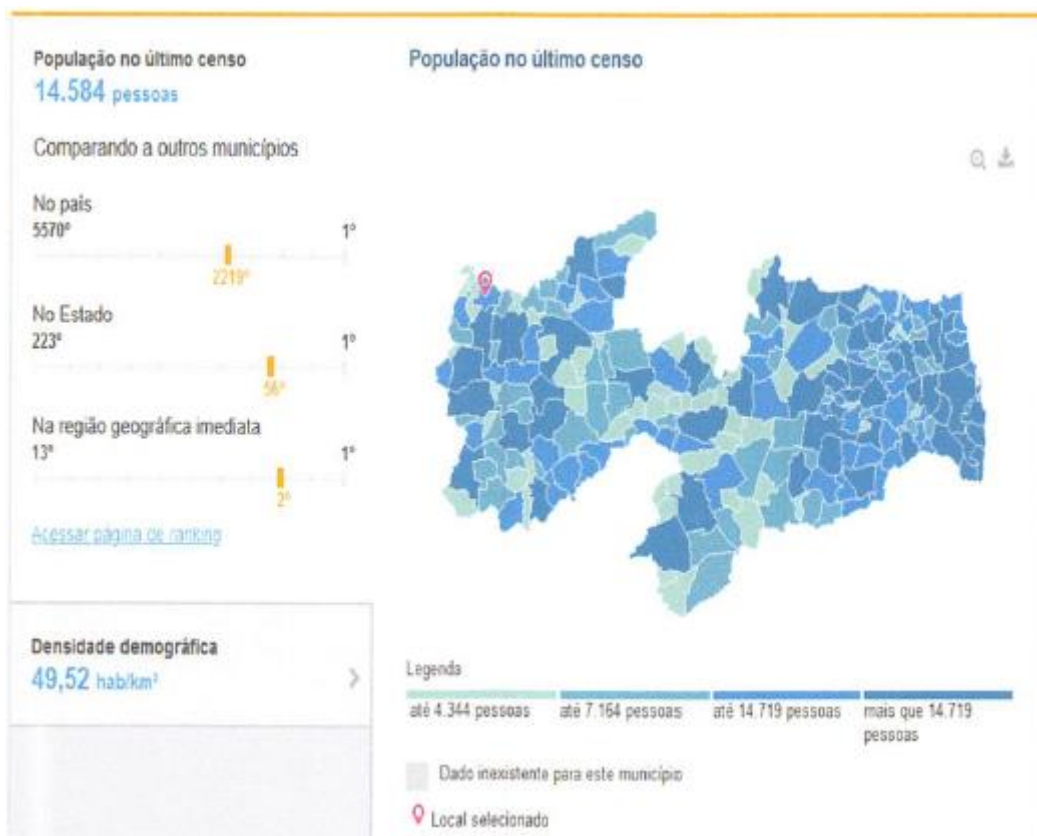 População no último censo
14.584 pessoas
Comparando a outros municípios
No pais
5570º 1º
2219º
No Estado
223º 1º
56º
Na região geográfica imediata
13º 1º
2º
Acessar página de ranking
Densidade demográfica
49,52 hab/km²
População no último censo
Legenda
até 4.344 pessoas
até 7.164 pessoas
até 14.719 pessoas
mais que 14.719
pessoas
Dado inexistente para este município
Local selecionado